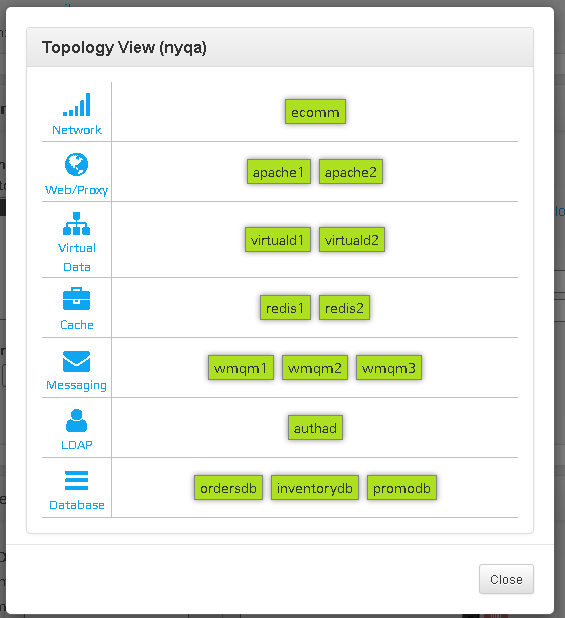 Topology View (nyqa)
Network
ecomm
Web/Proxy
apache1 apache2
Virtual
Data
virtuald1 virtuald2
Cache
redis1 redis2
Messaging
wmqm1 wmqm2 wmqm3
LDAP
authad
Database
ordersdb inventorydb promodb
Close